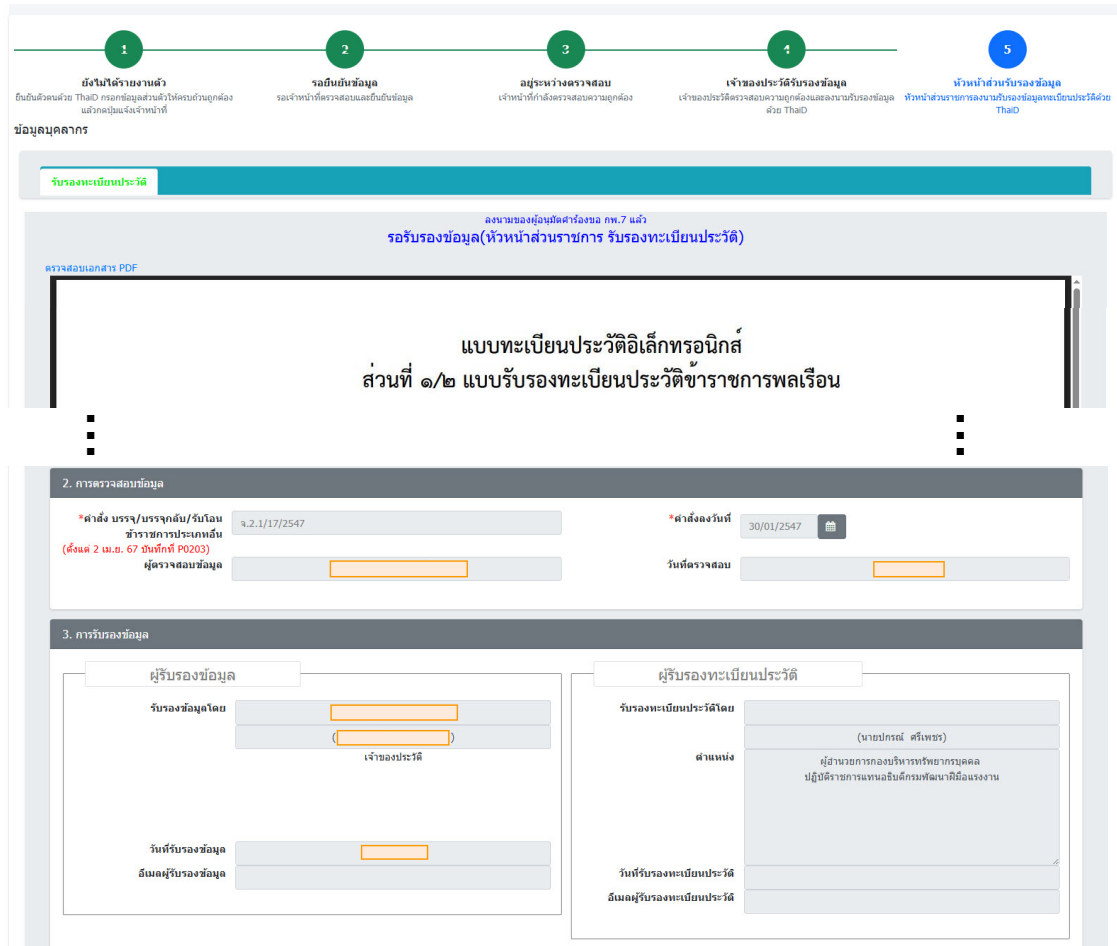 1
2
3
4
5
ยังไม่ได้รายงานตัว
ยืนยันตัวตนด้วย ThaiD กรอกข้อมูลส่วนตัวให้ครบถ้วนถูกต้อง
แล้วกดปุ่มแจ้งเจ้าหน้าที่
รอยืนยันข้อมูล
รอเจ้าหน้าที่ตรวจสอบและยืนยันข้อมูล
อยู่ระหว่างตรวจสอบ
เจ้าหน้าที่กำลังตรวจสอบความถูกต้อง
เจ้าของประวัติรับรองข้อมูล
เจ้าของประวัติตรวจสอบความถูกต้องและลงนามรับรองข้อมูล
ด้วย ThaiD
หัวหน้าส่วนรับรองข้อมูล
หัวหน้าส่วนราชการลงนามรับรองข้อมูลทะเบียนประวัติด้วย
ThaiD
ข้อมูลบุคลากร
รับรองทะเบียนประวัติ
ลงนามของผู้อนุมัติคำร้องขอ กพ.7 แล้ว
รอรับรองข้อมูล(หัวหน้าส่วนราชการ รับรองทะเบียนประวัติ)
ตรวจสอบเอกสาร PDF
แบบทะเบียนประวัติอิเล็กทรอนิกส์
ส่วนที่ ๑/๒ แบบรับรองทะเบียนประวัติข้าราชการพลเรือน
2. การตรวจสอบข้อมูล
*คำสั่ง บรรจุ/บรรจุกลับ/รับโอน
ข้าราชการประเภทอื่น
(ตั้งแต่ 2 เม.ย. 67 บันทึกที่ P0203)
จ.2.1/17/2547
*คำสั่งลงวันที่
30/01/2547
ผู้ตรวจสอบข้อมูล
วันที่ตรวจสอบ
3. การรับรองข้อมูล
ผู้รับรองข้อมูล
รับรองข้อมูลโดย
( )
เจ้าของประวัติ
วันที่รับรองข้อมูล
อีเมลผู้รับรองข้อมูล
ผู้รับรองทะเบียนประวัติ
รับรองทะเบียนประวัติโดย
(นายปกรณ์ ศรีเพชร)
ตำแหน่ง
ผู้อำนวยการกองบริหารทรัพยากรบุคคล
ปฏิบัติราชการแทนอธิบดีกรมพัฒนาฝีมือแรงงาน
วันที่รับรองทะเบียนประวัติ
อีเมลผู้รับรองทะเบียนประวัติ